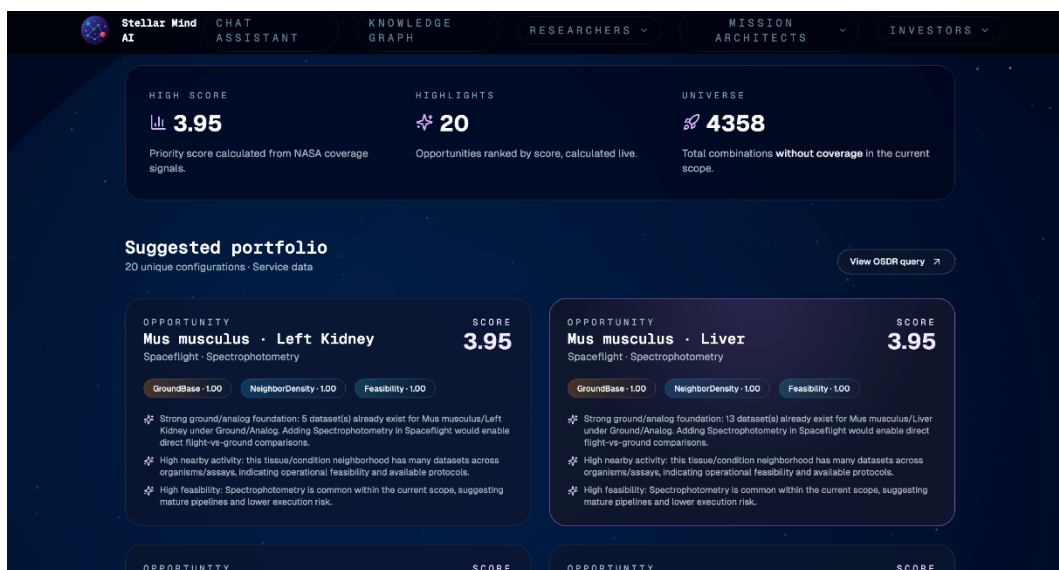 Stellar Mind AI
CHAT ASSISTANT
KNOWLEDGE GRAPH
RESEARCHERS
MISSION ARCHITECTS
INVESTORS
HIGH SCORE
3.95
Priority score calculated from NASA coverage
signals.
HIGHLIGHTS
20
Opportunities ranked by score, calculated live.
UNIVERSE
4358
Total combinations without coverage in the current
scope.
Suggested portfolio
20 unique configurations · Service data
View OSDR query
OPPORTUNITY
SCORE
Mus musculus · Left Kidney
3.95
Spaceflight · Spectrophotometry
GroundBase · 1.00
NeighborDensity · 1.00
Feasibility · 1.00
Strong ground/analog foundation: 5 dataset(s) already exist for Mus musculus/Left
Kidney under Ground/Analog. Adding Spectrophotometry in Spaceflight would enable
direct flight-vs-ground comparisons.
High nearby activity: this tissue/condition neighborhood has many datasets across
organisms/assays, indicating operational feasibility and available protocols.
High feasibility: Spectrophotometry is common within the current scope, suggesting
mature pipelines and lower execution risk.
OPPORTUNITY
SCORE
Mus musculus · Liver
3.95
Spaceflight · Spectrophotometry
GroundBase · 1.00
NeighborDensity · 1.00
Feasibility · 1.00
Strong ground/analog foundation: 13 dataset(s) already exist for Mus musculus/Liver
under Ground/Analog. Adding Spectrophotometry in Spaceflight would enable
direct flight-vs-ground comparisons.
High nearby activity: this tissue/condition neighborhood has many datasets across
organisms/assays, indicating operational feasibility and available protocols.
High feasibility: Spectrophotometry is common within the current scope, suggesting
mature pipelines and lower execution risk.
OPPORTUNITY
SCORE
OPPORTUNITY
SCORE